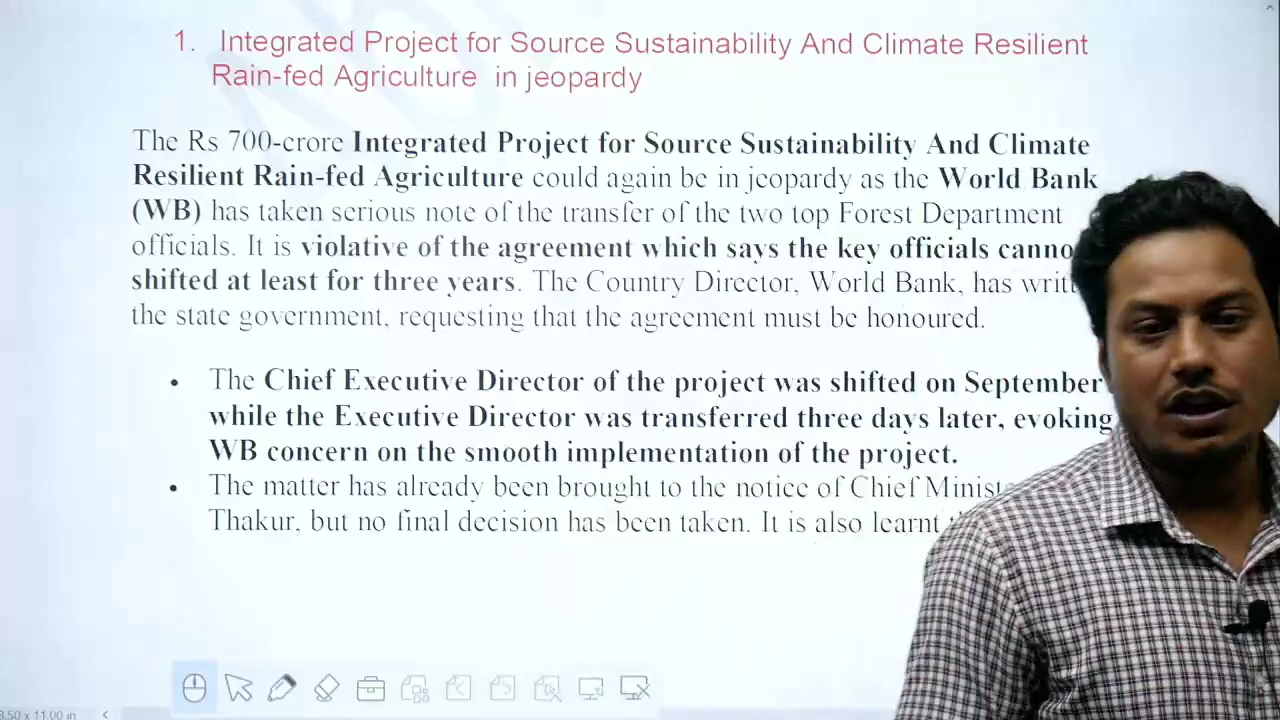 1. Integrated Project for Source Sustainability And Climate Resilient
Rain-fed Agriculture in jeopardy
The Rs 700-crore Integrated Project for Source Sustainability And Climate
Resilient Rain-fed Agriculture could again be in jeopardy as the World Bank
(WB) has taken serious note of the transfer of the two top Forest Department
officials. It is violative of the agreement which says the key officials
shifted at least for three years. The Country Director, World Bank, has
the state government, requesting that the agreement must be honoured.
• The Chief Executive Director of the project was shifted on September
while the Executive Director was transferred three days later, evoking
WB concern on the smooth implementation of the project.
• The matter has already been brought to the notice of Chief
Thakur, but no final decision has been taken. It is also learnt
8.50 x 11.00 in